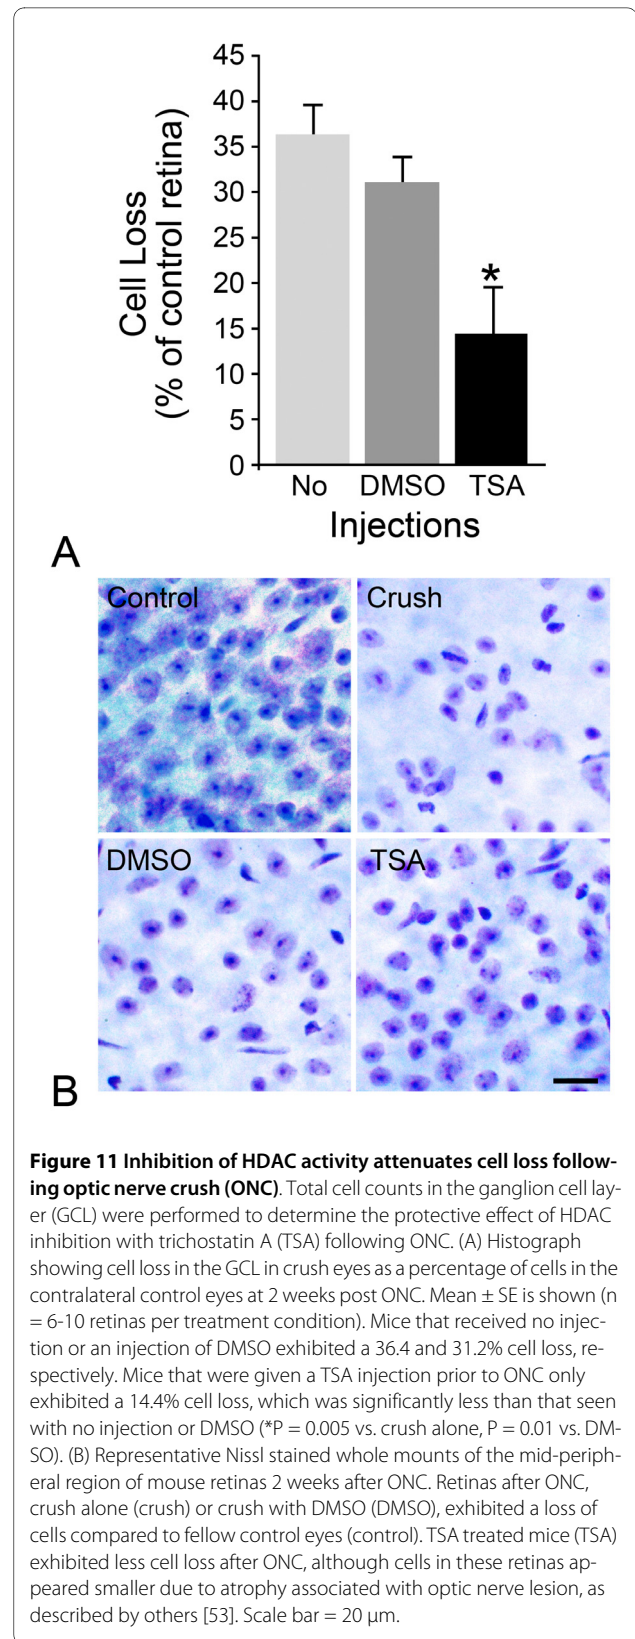 45
40
35
30
25
20
15
10
5
0
Cell Loss
(% of control retina)
*
No DMSO TSA
Injections
A
Control
Crush
DMSO
TSA
B
Figure 11 Inhibition of HDAC activity attenuates cell loss follow-
ing optic nerve crush (ONC). Total cell counts in the ganglion cell lay-
er (GCL) were performed to determine the protective effect of HDAC
inhibition with trichostatin A (TSA) following ONC. (A) Histograph
showing cell loss in the GCL in crush eyes as a percentage of cells in the
contralateral control eyes at 2 weeks post ONC. Mean ± SE is shown (n
= 6-10 retinas per treatment condition). Mice that received no injec-
tion or an injection of DMSO exhibited a 36.4 and 31.2% cell loss, re-
spectively. Mice that were given a TSA injection prior to ONC only
exhibited a 14.4% cell loss, which was significantly less than that seen
with no injection or DMSO (*P = 0.005 vs. crush alone, P = 0.01 vs. DM-
SO). (B) Representative Nissl stained whole mounts of the mid-periph-
eral region of mouse retinas 2 weeks after ONC. Retinas after ONC,
crush alone (crush) or crush with DMSO (DMSO), exhibited a loss of
cells compared to fellow control eyes (control). TSA treated mice (TSA)
exhibited less cell loss after ONC, although cells in these retinas ap-
peared smaller due to atrophy associated with optic nerve lesion, as
described by others [53]. Scale bar = 20 μm.